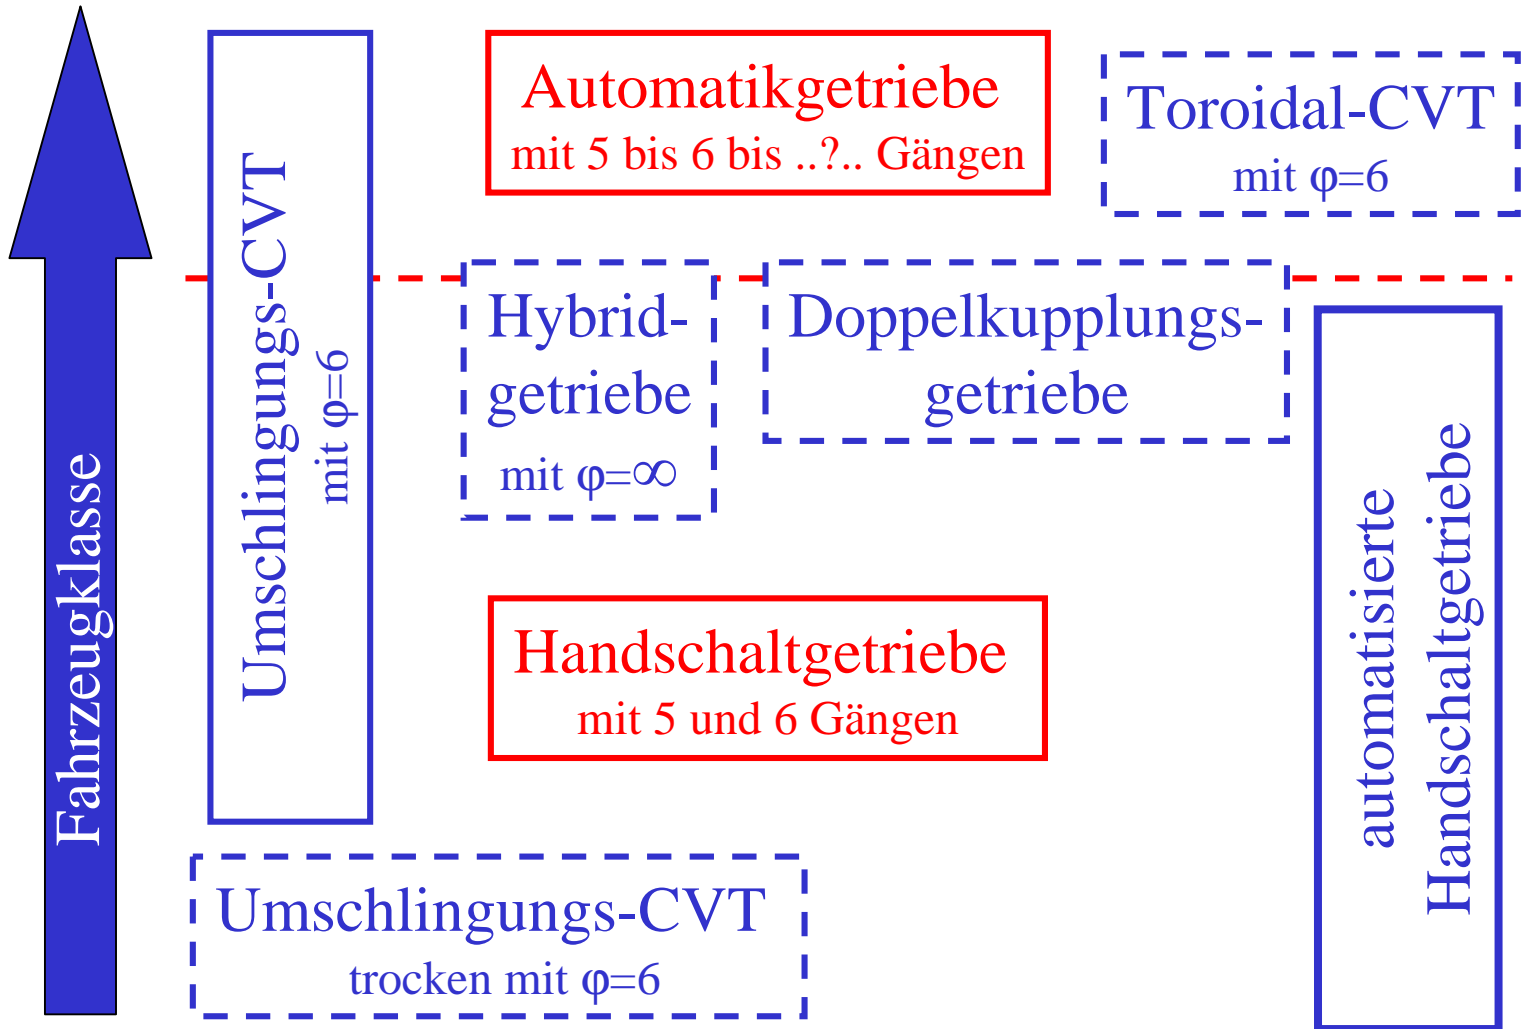 Fahrzeugklasse
Umschlingungs-CVT
mit φ=6
Automatikgetriebe
mit 5 bis 6 bis ..?.. Gängen
Toroidal-CVT
mit φ=6
Hybrid-
getriebe
mit φ=∞
Doppelkupplungs-
getriebe
automatisierte
Handschaltgetriebe
Handschaltgetriebe
mit 5 und 6 Gängen
Umschlingungs-CVT
trocken mit φ=6